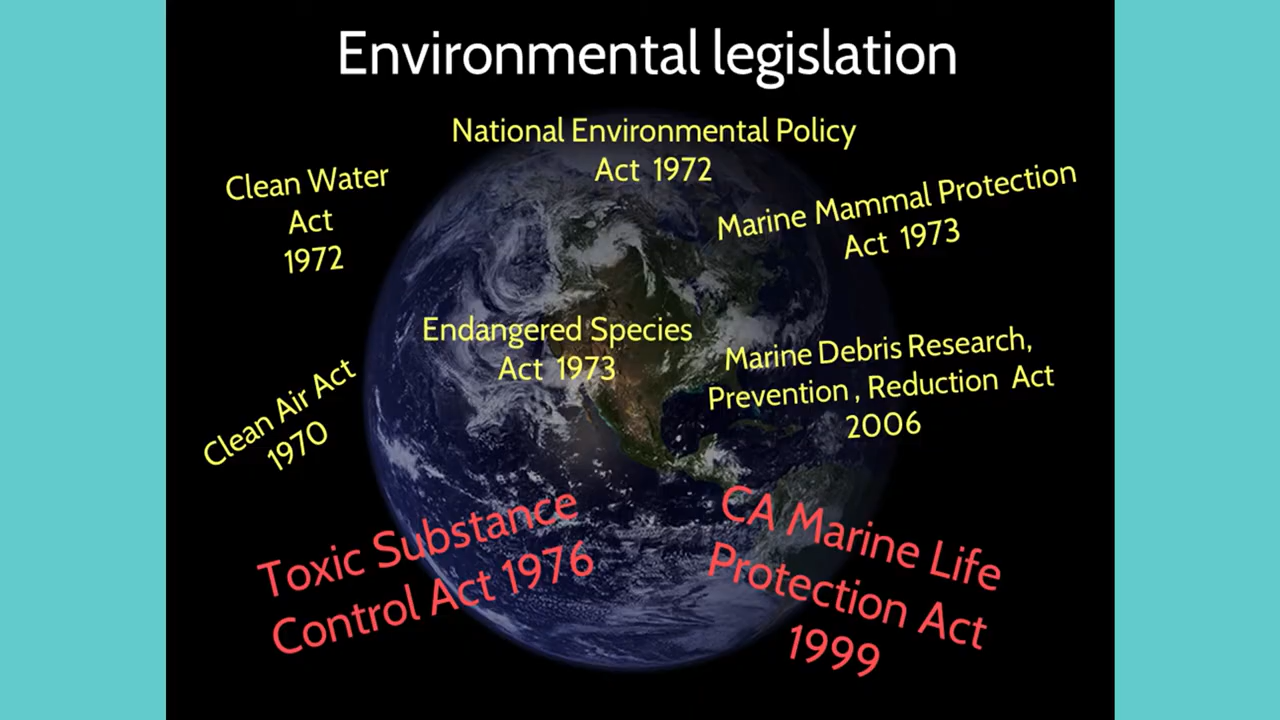 Environmental legislation
National Environmental Policy
Act 1972
Clean Water
Act
1972
Marine Mammal Protection
Act 1973
Endangered Species
Act 1973
Marine Debris Research,
Prevention , Reduction Act
2006
Clean Air Act
1970
Toxic Substance
Control Act 1976
CA Marine Life
Protection Act
1999